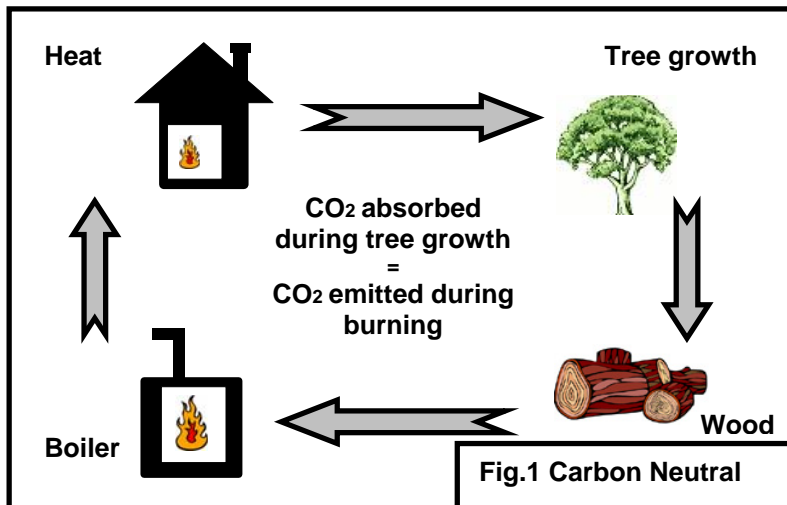 Heat
Tree growth
CO2 absorbed
during tree growth
=
CO2 emitted during
burning
Boiler
Wood
Fig.1 Carbon Neutral